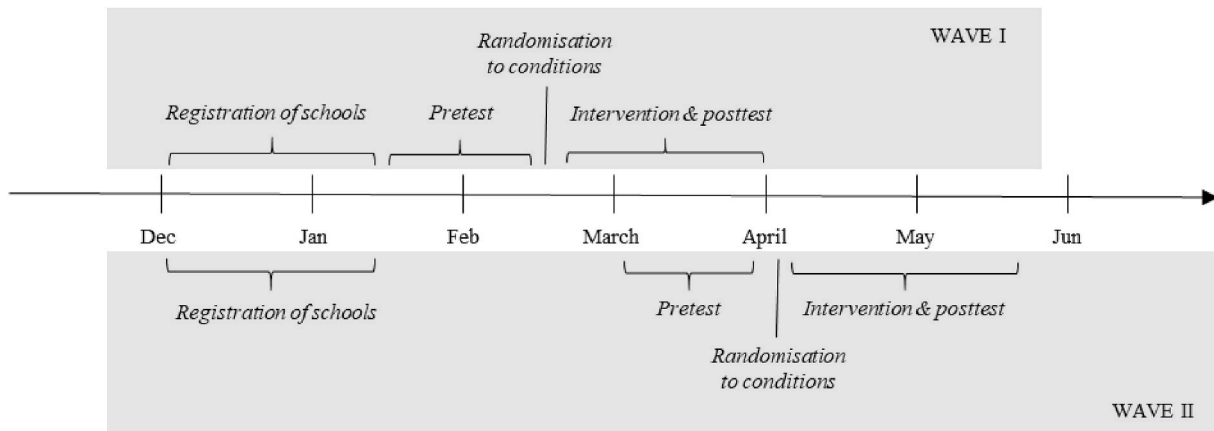 WAVE I
Randomisation
to conditions
Registration of schools
Pretest
Intervention & posttest
Dec
Jan
Feb
March
April
May
Jun
Registration of schools
Pretest
Intervention & posttest
Randomisation
to conditions
WAVE II